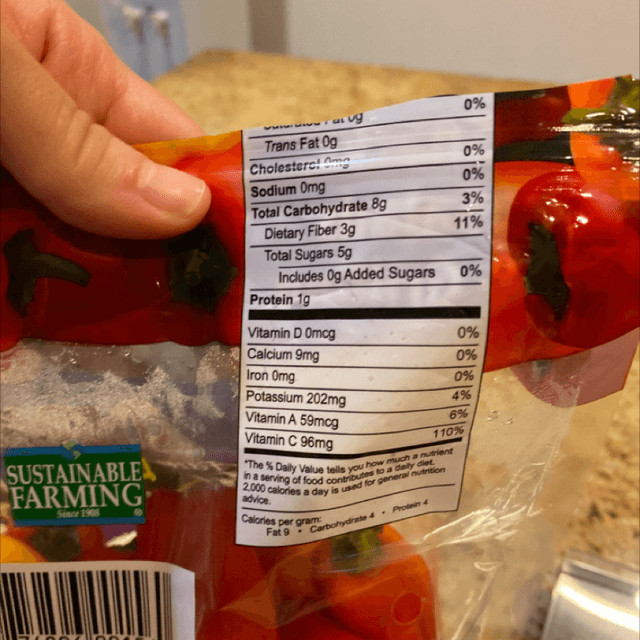 0%
Trans Fat 0g
Cholesterol 0mg 0%
Sodium 0mg 0%
Total Carbohydrate 8g 3%
Dietary Fiber 3g 11%
Total Sugars 5g
Includes 0g Added Sugars 0%
Protein 1g
Vitamin D 0mcg 0%
Calcium 9mg 0%
Iron 0mg 0%
Potassium 202mg 4%
Vitamin A 59mcg 6%
Vitamin C 96mg 110%
*The % Daily Value tells you how much a nutrient
in a serving of food contributes to a daily diet.
2,000 calories a day is used for general nutrition
advice.
Calories per gram:
Fat 9 • Carbohydrate 4 • Protein 4
SUSTAINABLE
FARMING
Since 1908 ®